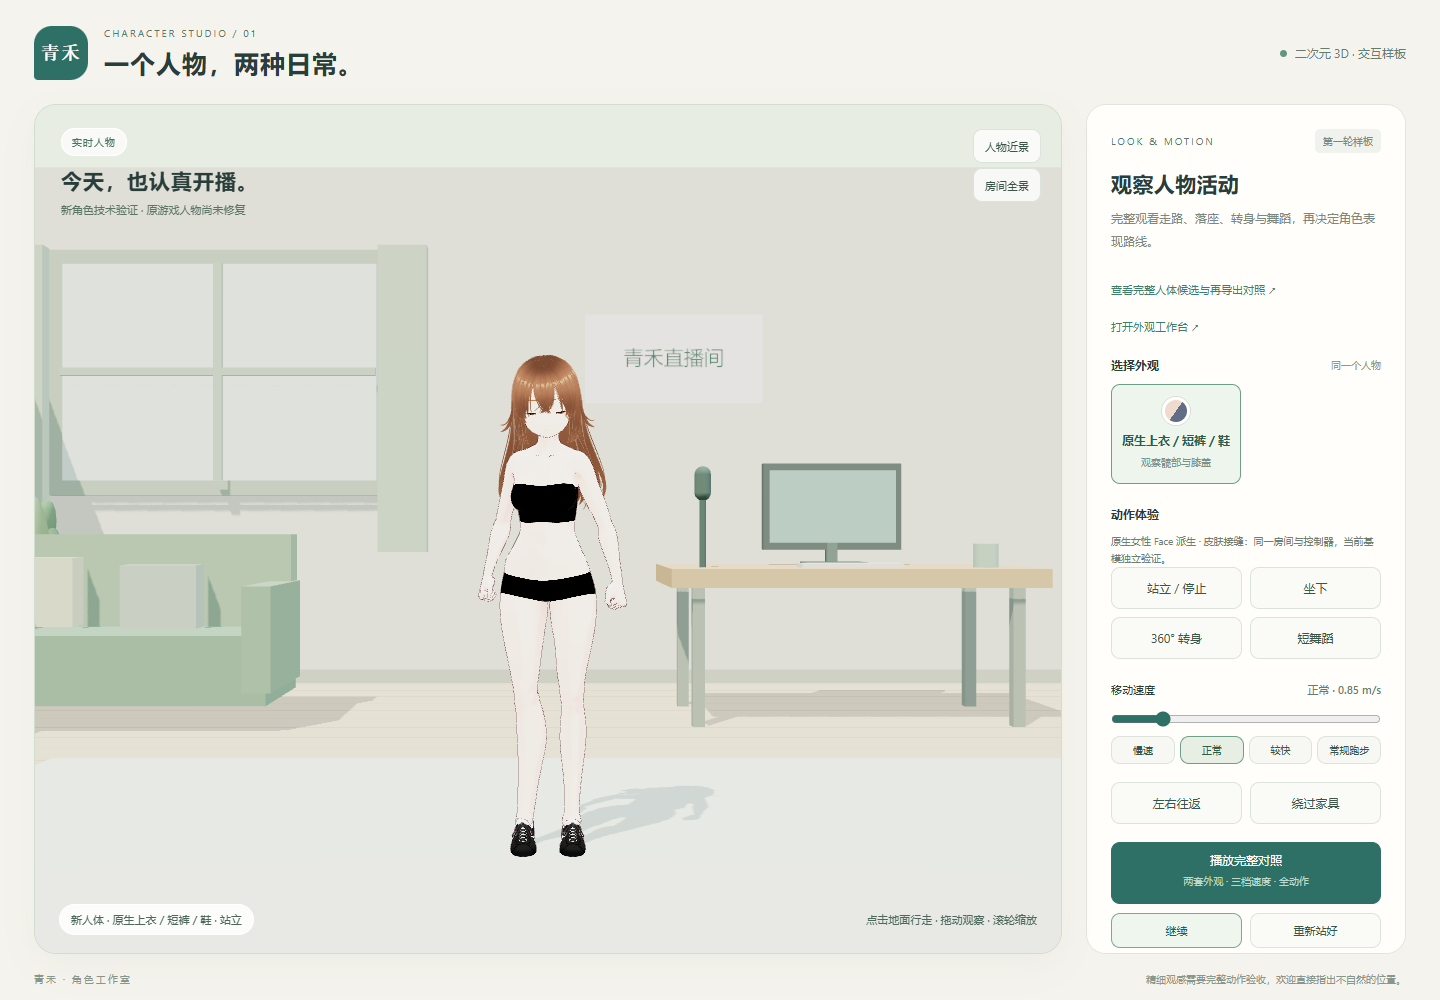 青禾
CHARACTER STUDIO / 01
一个人物，两种日常。
二次元 3D · 交互样板
实时人物
今天，也认真开播。
新角色技术验证 · 原游戏人物尚未修复
人物近景
房间全景
青禾直播间
新人体 · 原生上衣 / 短裤 / 鞋 · 站立
点击地面行走 · 拖动观察 · 滚轮缩放
LOOK & MOTION
第一轮样板
观察人物活动
完整观看走路、落座、转身与舞蹈，再决定角色表
现路线。
查看完整人体候选与再导出对照 ↗
打开外观工作台 ↗
选择外观
同一个人物
原生上衣 / 短裤 / 鞋
观察髋部与膝盖
动作体验
原生女性 Face 派生 · 皮肤接缝：同一房间与控制器，当前基
模独立验证。
站立 / 停止
坐下
360° 转身
短舞蹈
移动速度
正常 · 0.85 m/s
慢速
正常
较快
常规跑步
左右往返
绕过家具
播放完整对照
两套外观 · 三档速度 · 全动作
继续
重新站好
青禾 · 角色工作室
精细观感需要完整动作验收，欢迎直接指出不自然的位置。